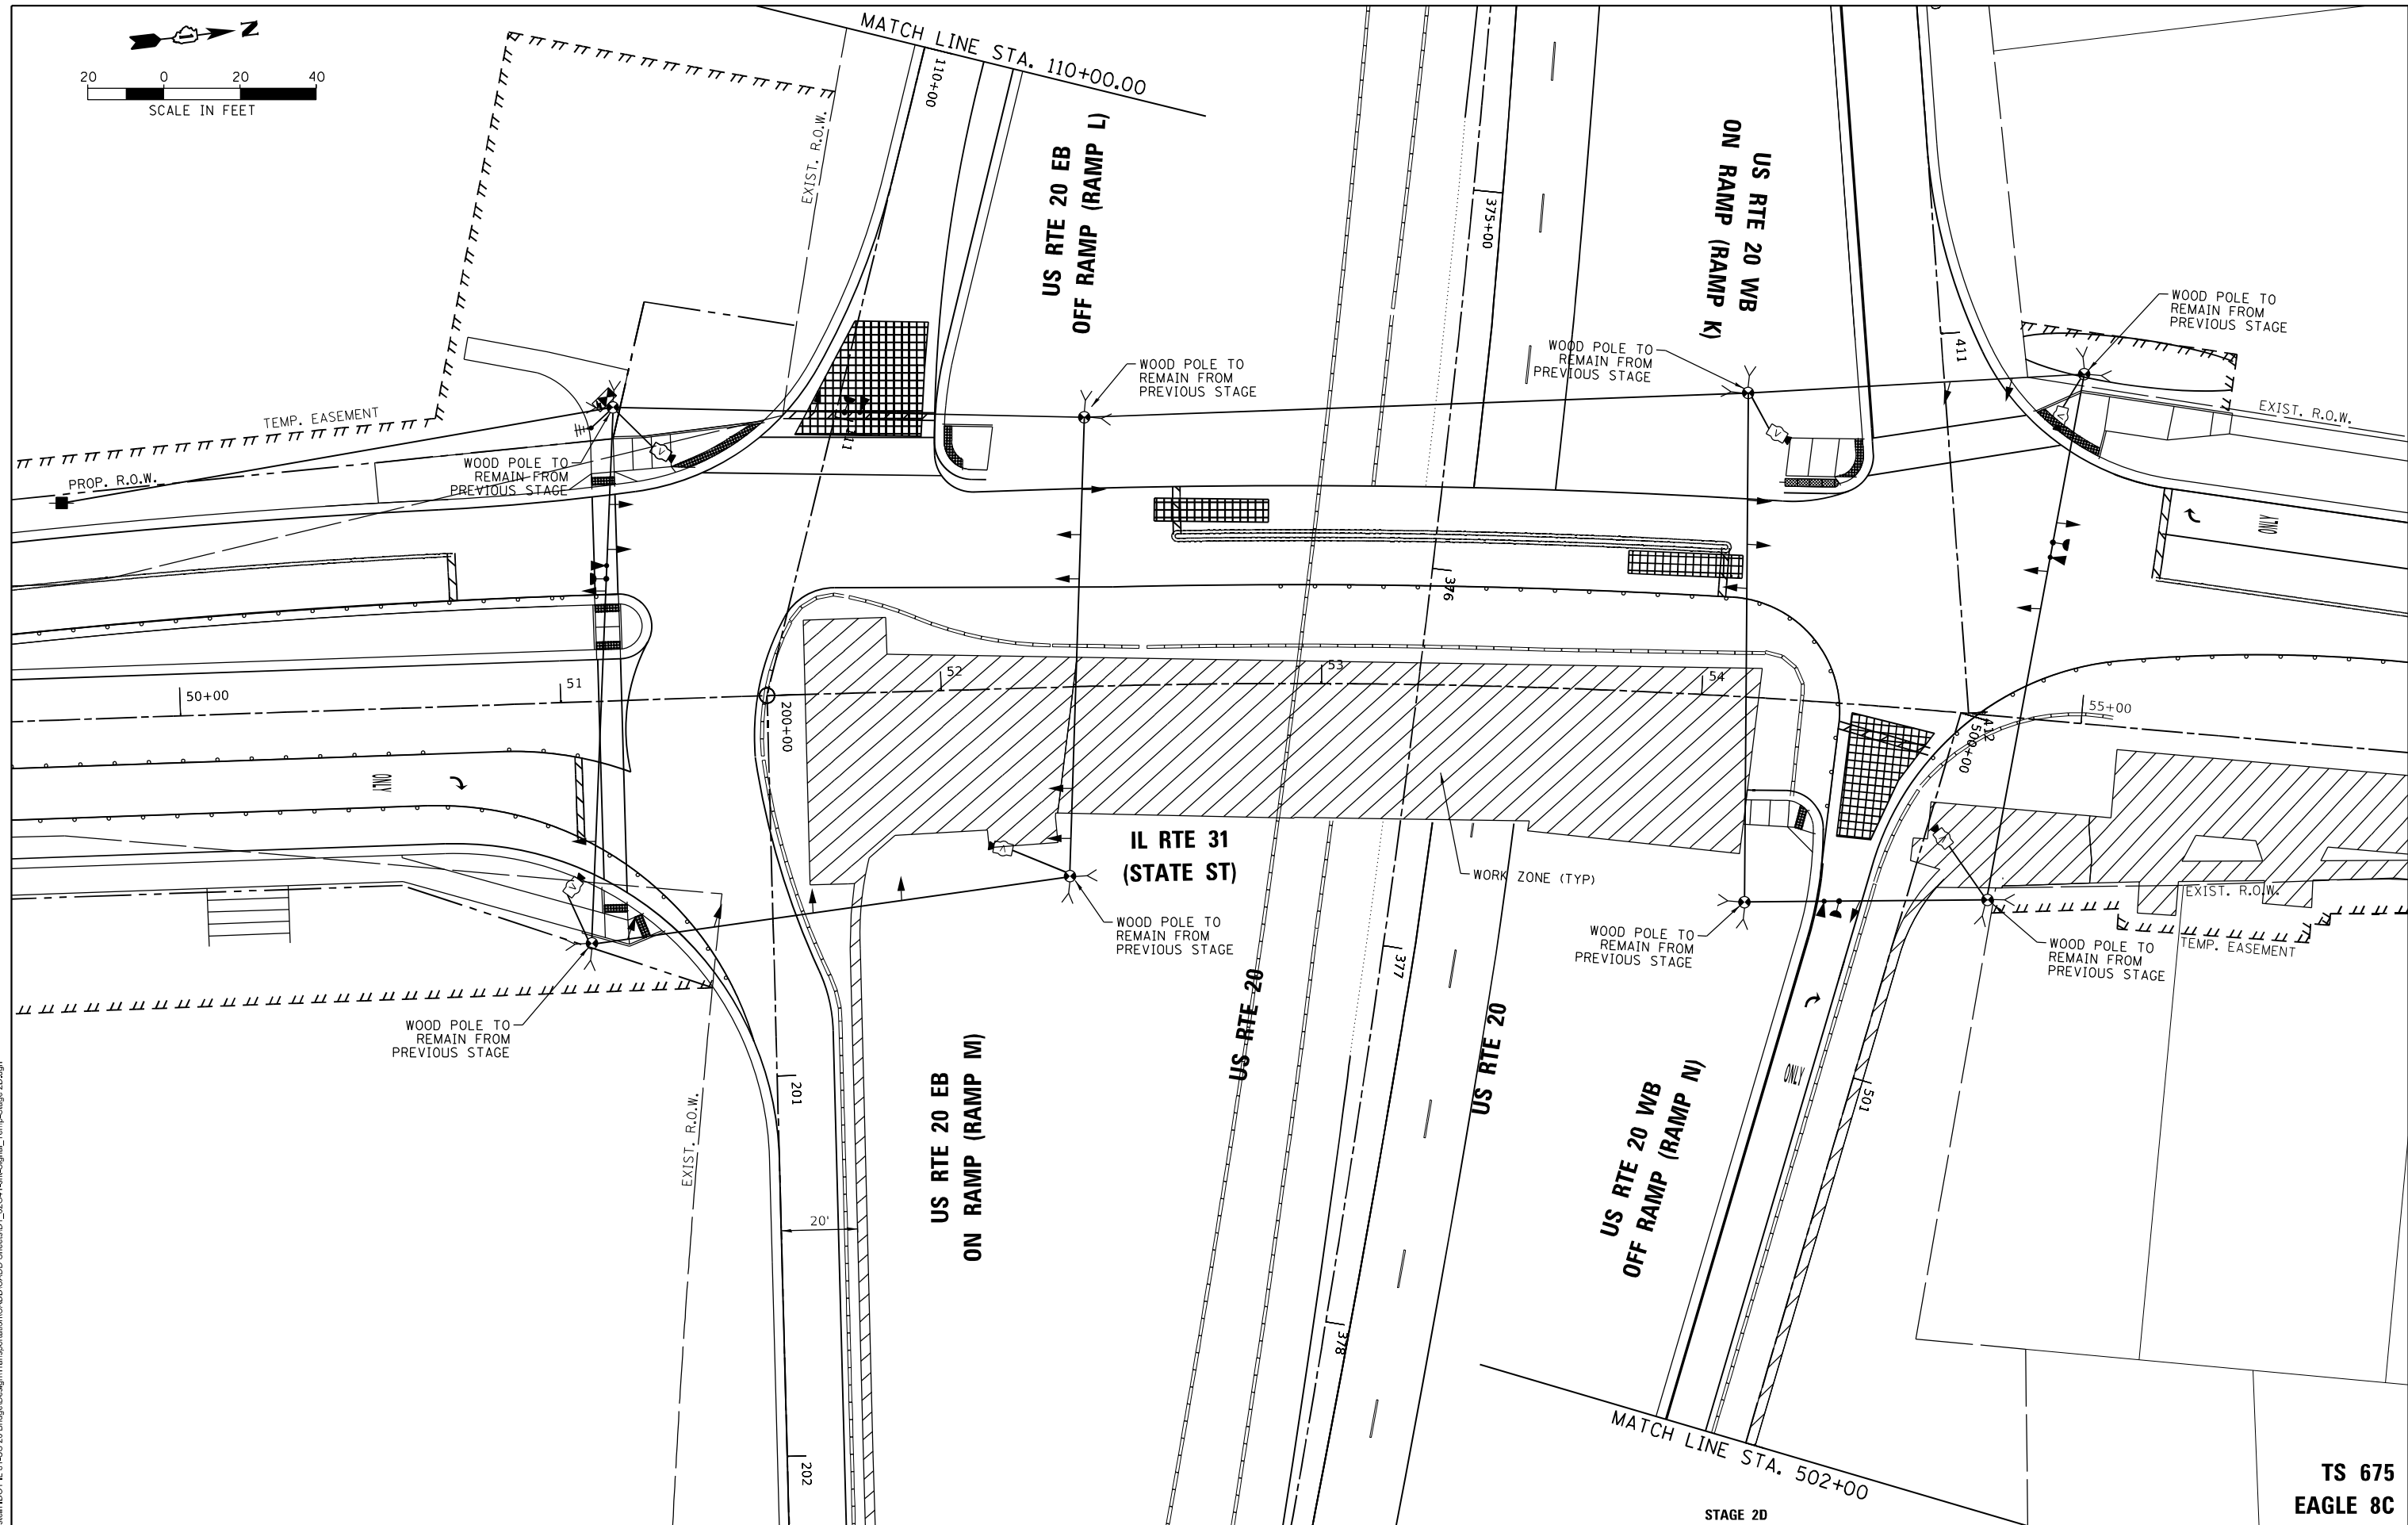 N
20 0 20 40
SCALE IN FEET
MATCH LINE STA. 110+00.00
110+00
EXIST. R.O.W.
US RTE 20 EB
OFF RAMP (RAMP L)
375+00
US RTE 20 WB
ON RAMP (RAMP K)
411
WOOD POLE TO
REMAIN FROM
PREVIOUS STAGE
WOOD POLE TO
REMAIN FROM
PREVIOUS STAGE
WOOD POLE TO
REMAIN FROM
PREVIOUS STAGE
TEMP. EASEMENT
EXIST. R.O.W.
111
WOOD POLE TO
REMAIN FROM
PREVIOUS STAGE
PROP. R.O.W.
ONLY
376
50+00
51
52
53
54
55+00
200+00
412
500+00
ONLY
IL RTE 31
(STATE ST)
WORK ZONE (TYP)
EXIST. R.O.W.
WOOD POLE TO
REMAIN FROM
PREVIOUS STAGE
WOOD POLE TO
REMAIN FROM
PREVIOUS STAGE
WOOD POLE TO
REMAIN FROM
PREVIOUS STAGE
TEMP. EASEMENT
377
WOOD POLE TO
REMAIN FROM
PREVIOUS STAGE
US RTE 20
US RTE 20
ONLY
501
201
EXIST. R.O.W.
US RTE 20 EB
ON RAMP (RAMP M)
US RTE 20 WB
OFF RAMP (RAMP N)
20'
378
202
MATCH LINE STA. 502+00
STAGE 2D
TS 675
EAGLE 8C